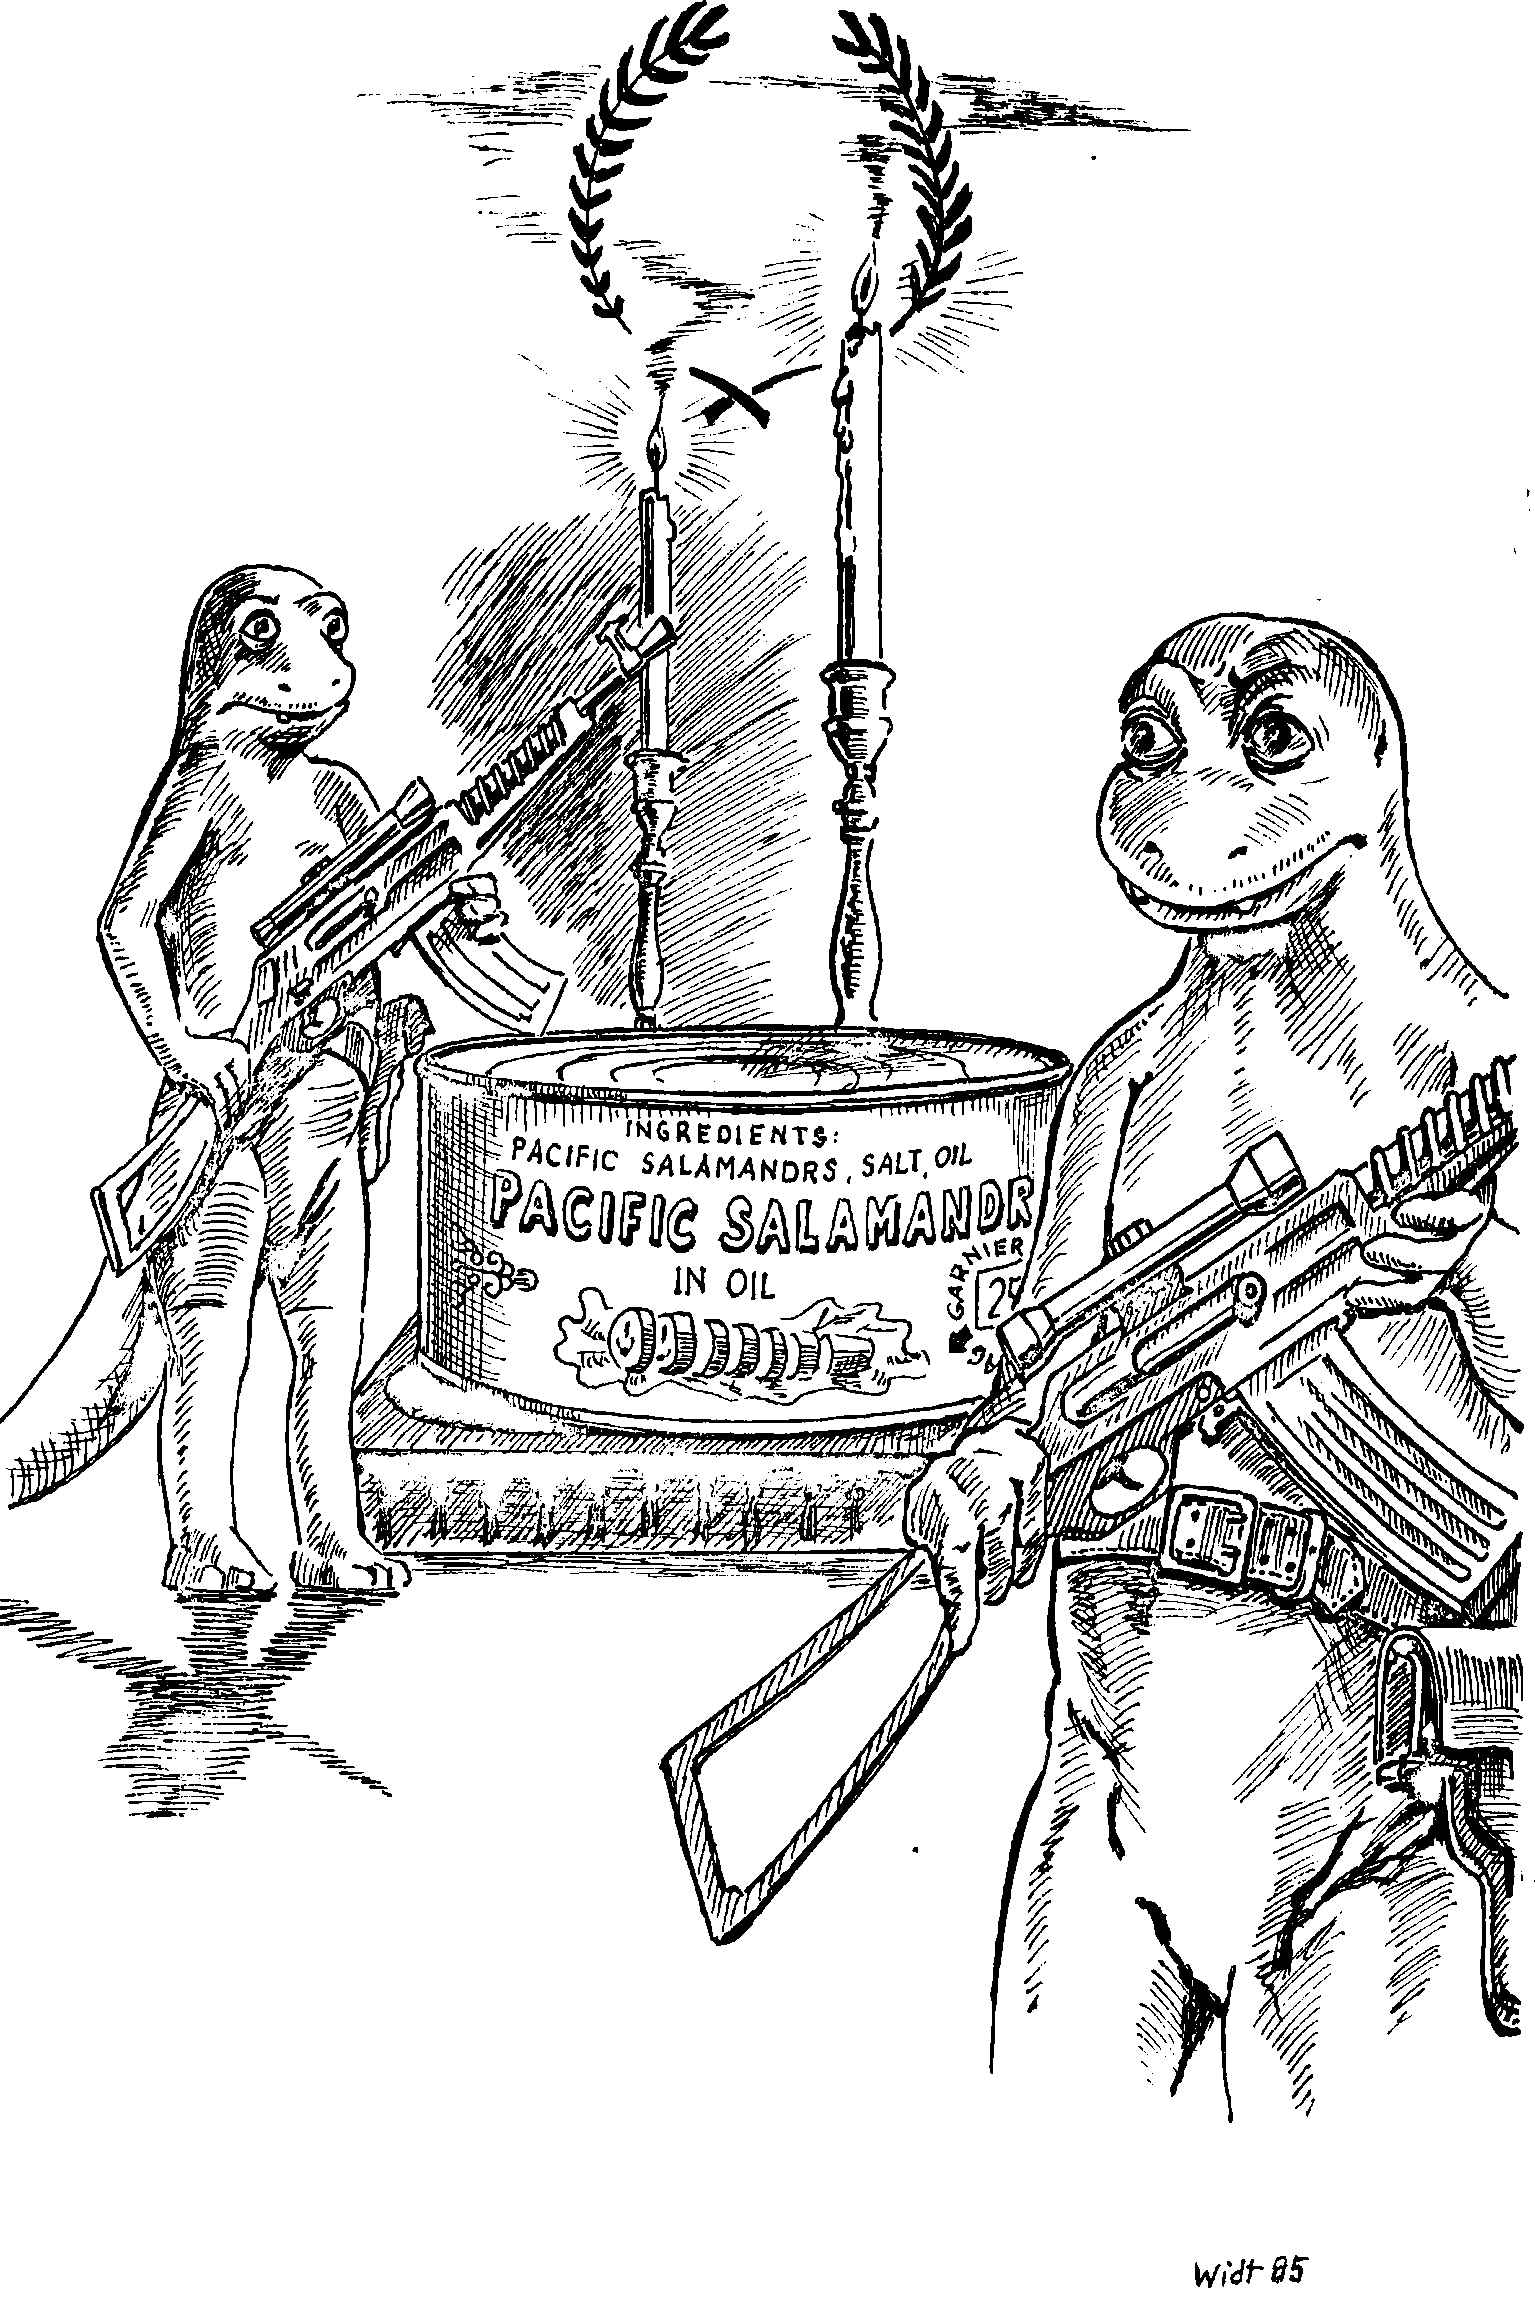 INGREDIENTS:
PACIFIC SALAMANDRS, SALT, OIL
PACIFIC SALAMANDR
IN OIL
GARNIER
Widt 85